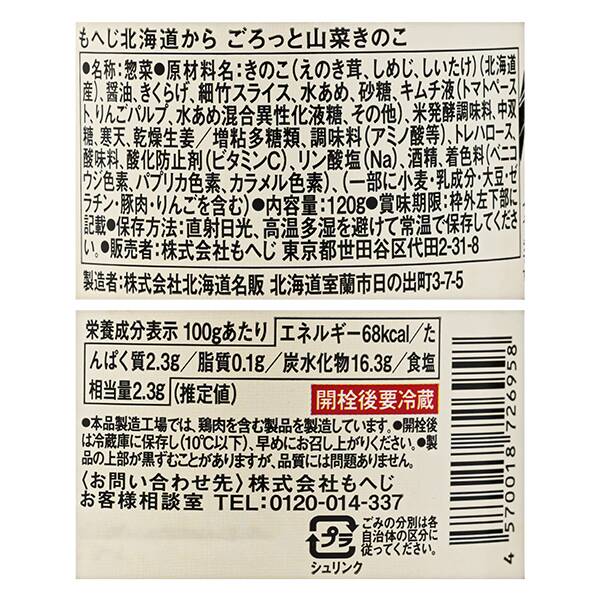 もへじ北海道から ごろっと山菜きのこ
●名称:惣菜●原材料名:きのこ(えのき茸、しめじ、しいたけ)(北海道
産)、醤油、きくらげ、細竹スライス、水あめ、砂糖、キムチ液(トマトペース
ト、りんごパルプ、水あめ混合異性化液糖、その他)、米発酵調味料、中双
糖、寒天、乾燥生姜/増粘多糖類、調味料(アミノ酸等)、トレハロース、
酸味料、酸化防止剤(ビタミンC)、リン酸塩(Na)、酒精、着色料(ベニコ
ウジ色素、パプリカ色素、カラメル色素)、(一部に小麦・乳成分・大豆・ゼ
ラチン・豚肉・りんごを含む)●内容量:120g●賞味期限:枠外左下部に
記載●保存方法:直射日光、高温多湿を避けて常温で保存してくださ
い。●販売者:株式会社もへじ 東京都世田谷区代田2-31-8
製造者:株式会社北海道名販 北海道室蘭市日の出町3-7-5
栄養成分表示 100gあたり エネルギー68kcal/た
んぱく質2.3g/脂質0.1g/炭水化物16.3g/食塩
相当量2.3g (推定値) 開栓後要冷蔵
●本品製造工場では、鶏肉を含む製品を製造しています。●開栓後
は冷蔵庫に保存し(10℃以下)、早めにお召し上がりください。●製
品の上部が黒ずむことがありますが、品質には問題ありません。
〈お問い合わせ先〉株式会社もへじ
お客様相談室 TEL:0120-014-337
プラ
シュリンク
ごみの分別は各
自治体の区分に
従ってください。
4 570018 726958